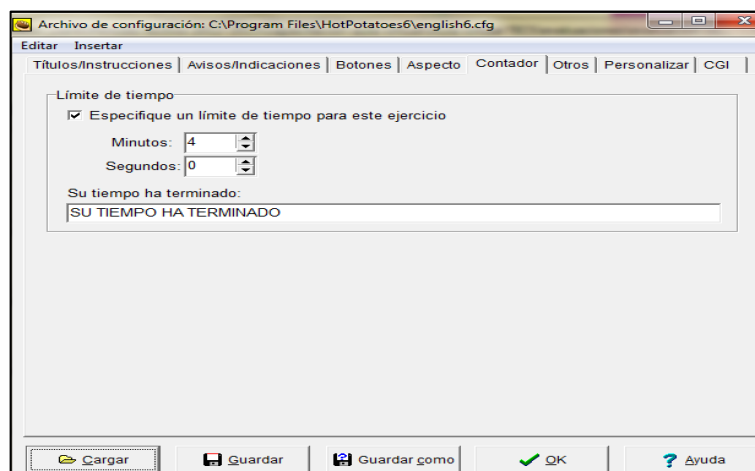 Archivo de configuración: C:\Program Files\HotPotatoes6\english6.cfg
Editar Insertar
Títulos/Instrucciones Avisos/Indicaciones Botones Aspecto Contador Otros Personalizar CGI
Límite de tiempo
Especifique un límite de tiempo para este ejercicio
Minutos: 4
Segundos: 0
Su tiempo ha terminado:
SU TIEMPO HA TERMINADO
Cargar Guardar Guardar como OK Ayuda